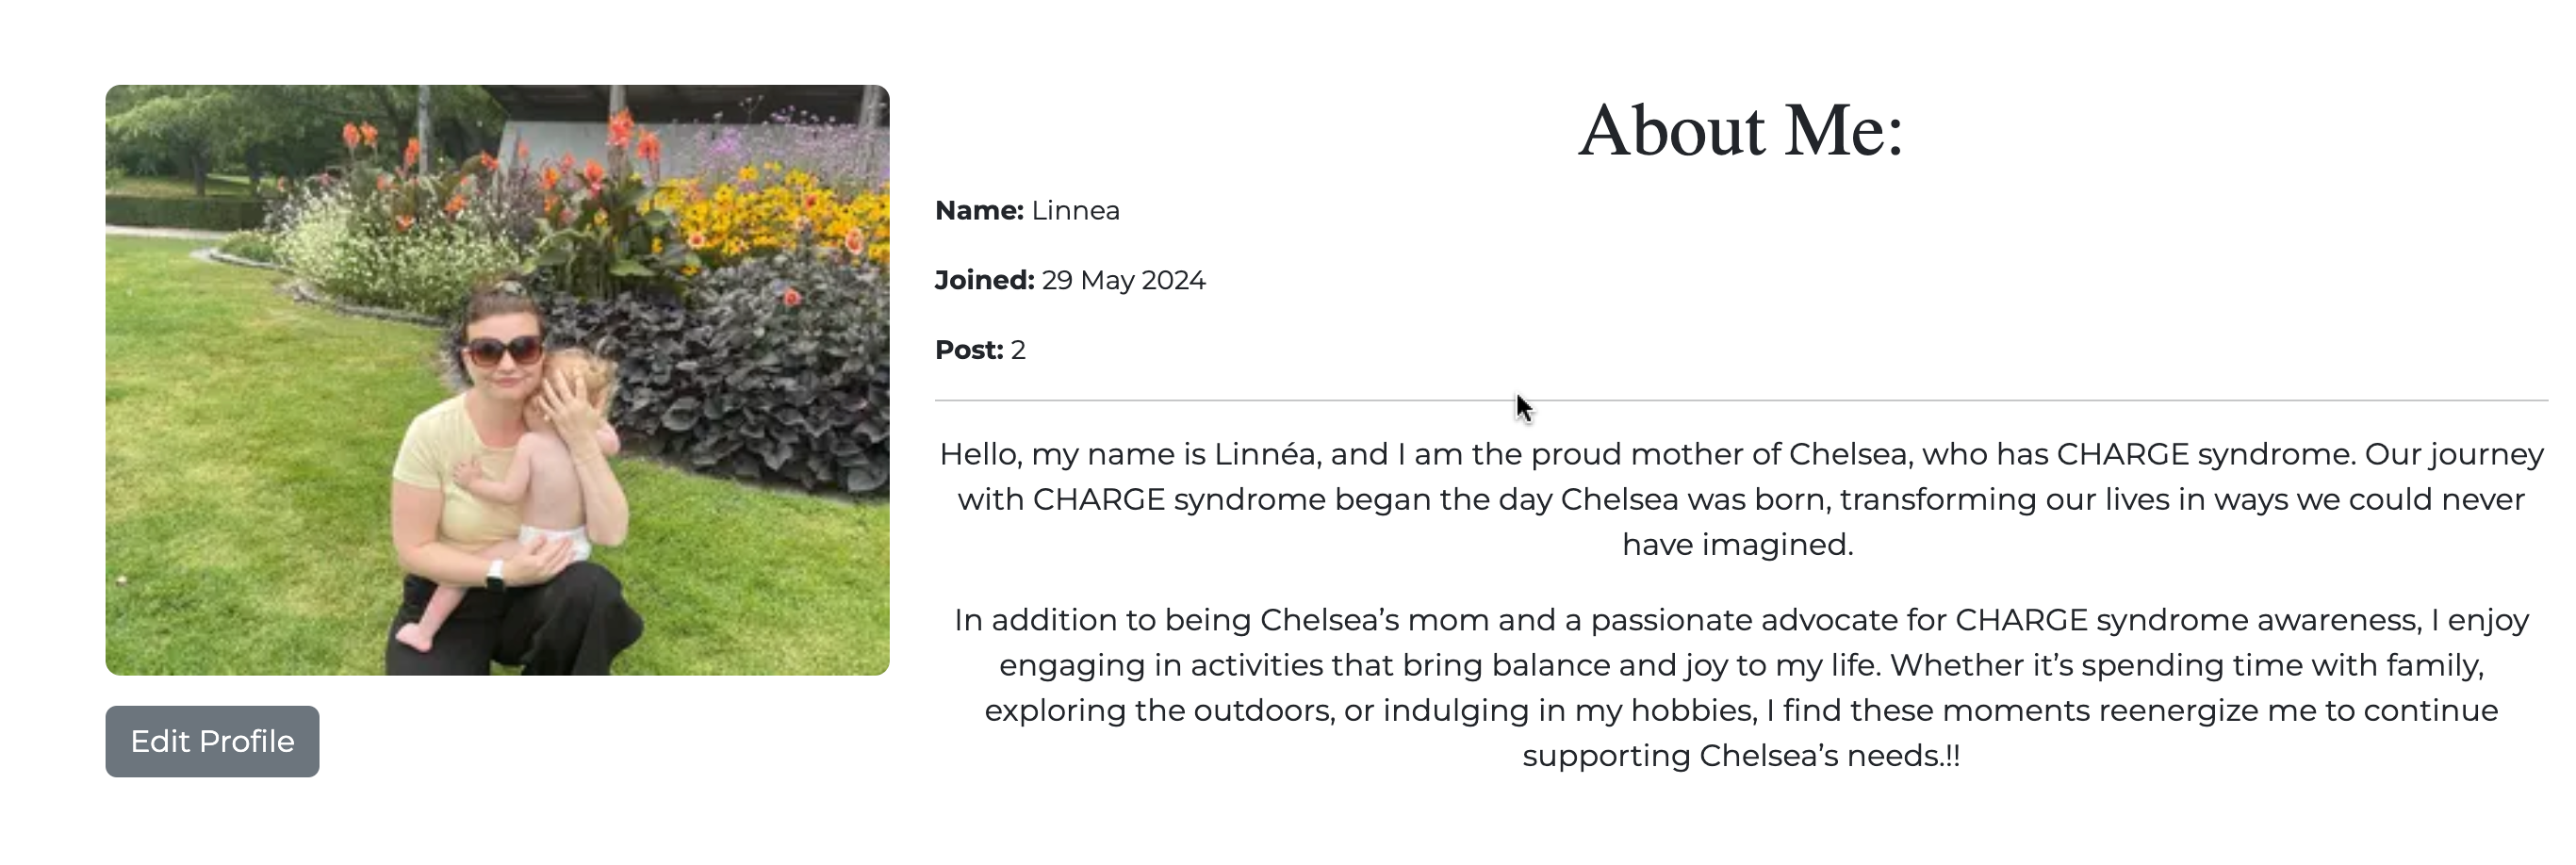 About Me:
Name: Linnea
Joined: 29 May 2024
Post: 2
Hello, my name is Linnéa, and I am the proud mother of Chelsea, who has CHARGE syndrome. Our journey
with CHARGE syndrome began the day Chelsea was born, transforming our lives in ways we could never
have imagined.
In addition to being Chelsea’s mom and a passionate advocate for CHARGE syndrome awareness, I enjoy
engaging in activities that bring balance and joy to my life. Whether it’s spending time with family,
exploring the outdoors, or indulging in my hobbies, I find these moments reenergize me to continue
supporting Chelsea’s needs.!!
Edit Profile